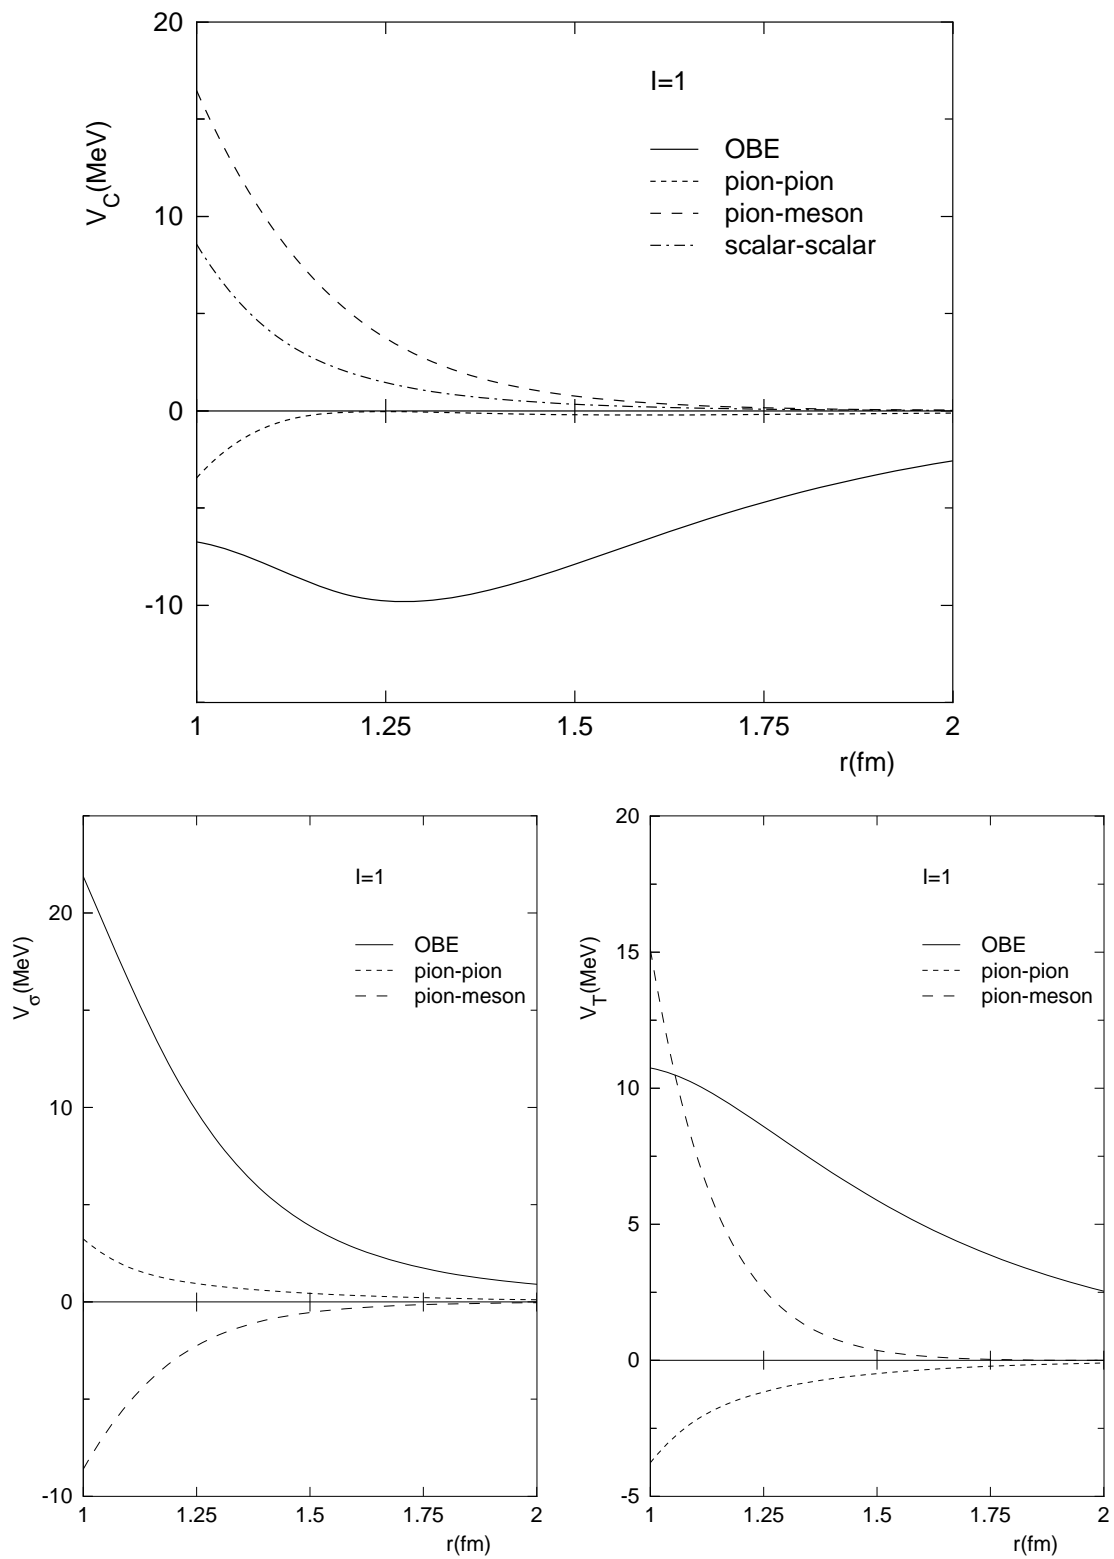 20
10
0
-10
V_C(MeV)
I=1
OBE
pion-pion
pion-meson
scalar-scalar
1 1.25 1.5 1.75 2
r(fm)
20
10
0
-10
V_σ(MeV)
I=1
OBE
pion-pion
pion-meson
1 1.25 1.5 1.75 2
r(fm)
20
15
10
5
0
-5
V_T(MeV)
I=1
OBE
pion-pion
pion-meson
1 1.25 1.5 1.75 2
r(fm)